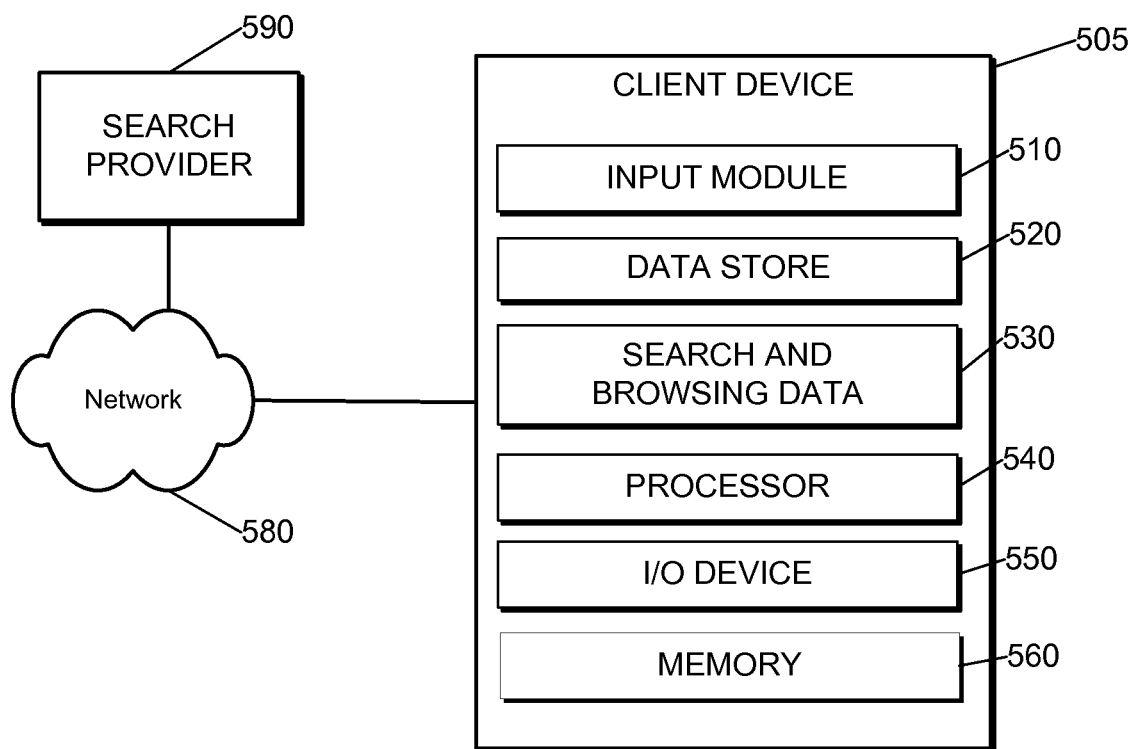 590
SEARCH
PROVIDER
Network
580
505
CLIENT DEVICE
INPUT MODULE
510
DATA STORE
520
SEARCH AND
BROWSING DATA
530
PROCESSOR
540
I/O DEVICE
550
MEMORY
560